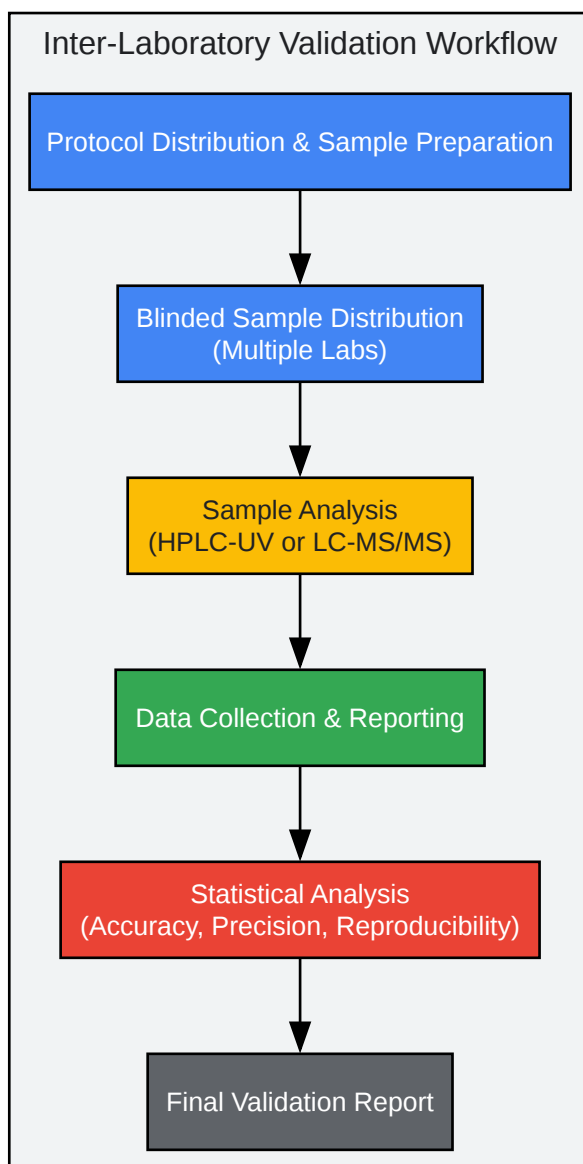 Inter-Laboratory Validation Workflow
Protocol Distribution & Sample Preparation
Blinded Sample Distribution
(Multiple Labs)
Sample Analysis
(HPLC-UV or LC-MS/MS)
Data Collection & Reporting
Statistical Analysis
(Accuracy, Precision, Reproducibility)
Final Validation Report